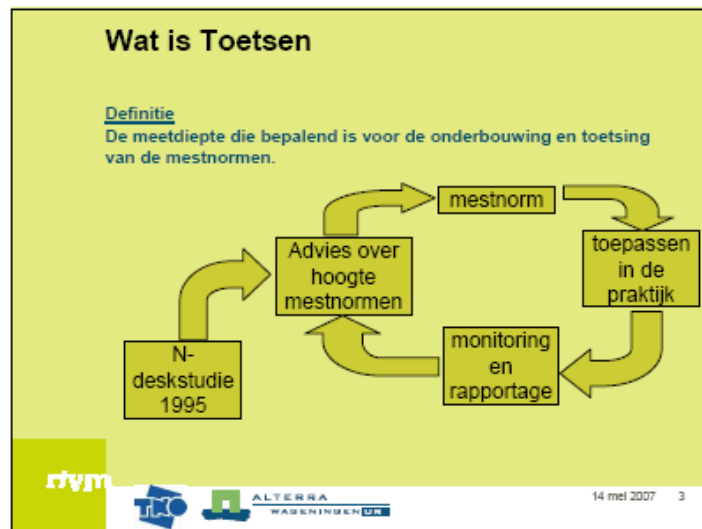 Wat is Toetsen
Definitie
De meetdiepte die bepalend is voor de onderbouwing en toetsing
van de mestnormen.
mestnorm
Advies over
hoogte
mestnormen
toepassen
in de
praktijk
N-
deskstudie
1995
monitoring
en
rapportage
rivm
TNO
ALTERRA
WAGENINGEN UR
14 mei 2007 3